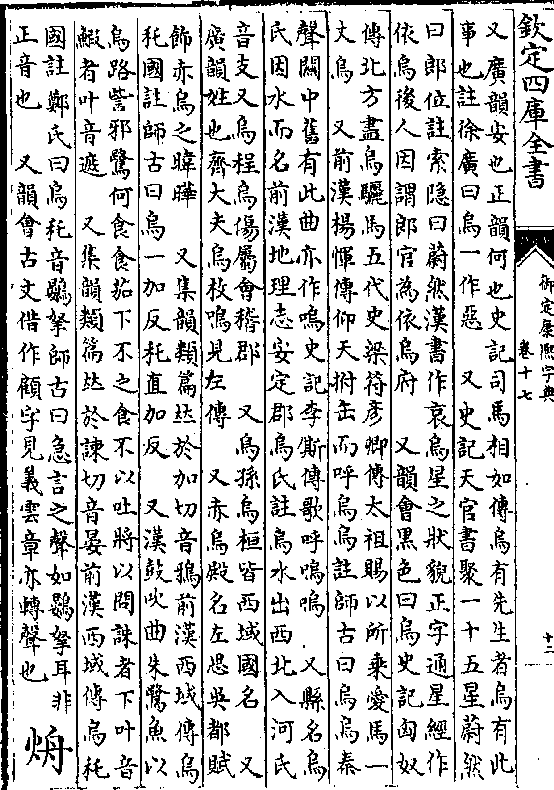 欽定四庫全書
御定康熙字典
卷十七
十二
又廣韻安也正韻何也史記司馬相如傳烏有先生者烏有此
事也註徐廣曰烏一作惡　又史記天官書聚一十五星蔚然
曰郎位註索隱曰蔚然漢書作哀烏星之狀貌正字通星經作
依烏後人因謂郎官為依烏府　又韻會黑色曰烏史記匈奴
傳北方盡烏驪馬五代史梁符彥卿傳太祖賜以所乘愛馬一
丈烏　又前漢楊惲傳仰天拊缶而呼烏烏註師古曰烏烏秦
聲關中舊有此曲亦作嗚史記李斯傳歌呼嗚嗚　又縣名烏
氏因水而名前漢地理志安定郡烏氏註烏水出西北入河氏
音支又烏程烏傷屬會稽郡　又烏孫烏桓皆西域國名　又
廣韻姓也齊大夫烏枚鳴見左傳　又赤烏殿名左思吳都賦
飾赤烏之暐曄　又集韻類篇𠀤於加切音鴉前漢西域傳烏
秅國註師古曰烏一加反秅直加反　又漢鼓吹曲朱鷺魚以
烏路訾邪鷺何食食茄下不之食不以吐將以問誅者下叶音
鰕者叶音遮　又集韻類篇𠀤於諫切音晏前漢西域傳烏秅
國註鄭氏曰烏秅音鷃拏師古曰急言之聲如鷃拏耳非
正音也　又韻會古文借作顧字見義雲章亦轉聲也
炿